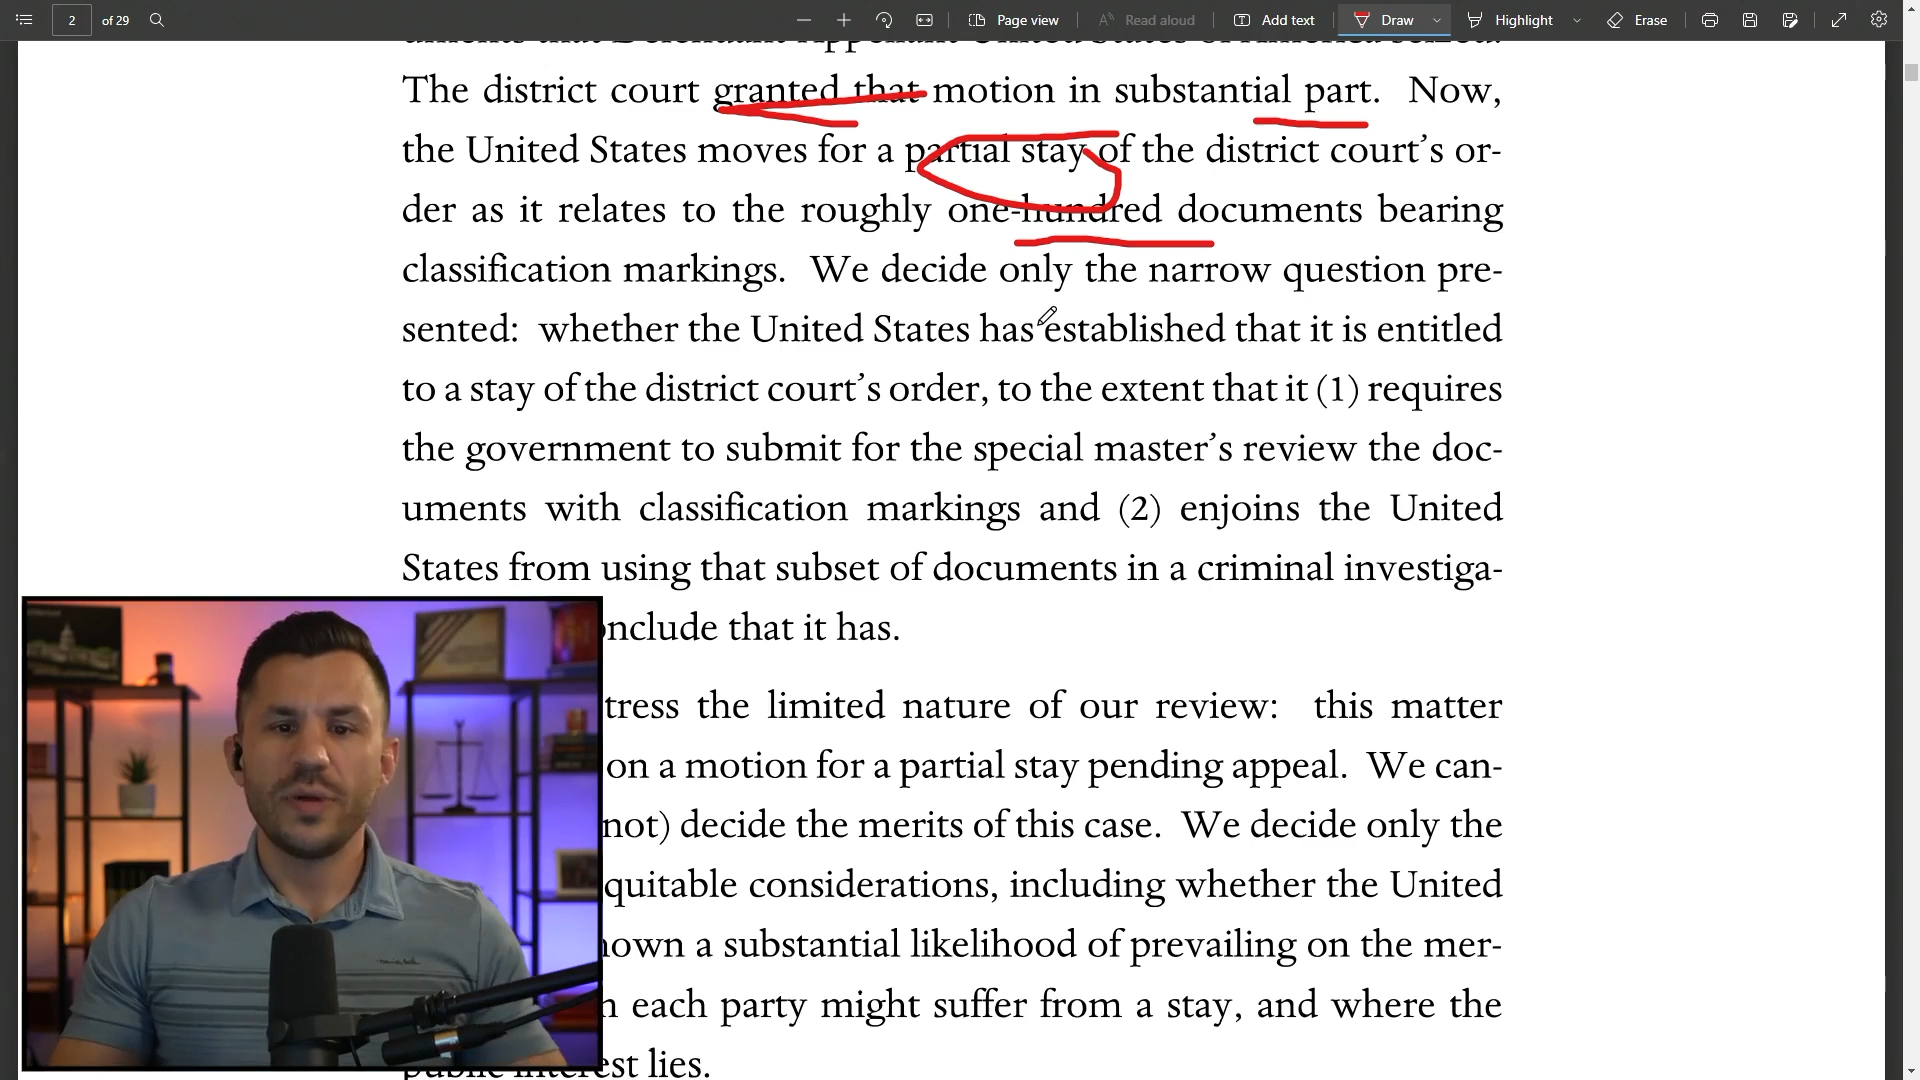 2 of 29 Page view Read aloud Add text Draw Highlight Erase
The district court granted that motion in substantial part. Now,
the United States moves for a partial stay of the district court’s or-
der as it relates to the roughly one-hundred documents bearing
classification markings. We decide only the narrow question pre-
sented: whether the United States has established that it is entitled
to a stay of the district court’s order, to the extent that it (1) requires
the government to submit for the special master’s review the doc-
uments with classification markings and (2) enjoins the United
States from using that subset of documents in a criminal investiga-
nclude that it has.
tress the limited nature of our review: this matter
on a motion for a partial stay pending appeal. We can-
not) decide the merits of this case. We decide only the
quitable considerations, including whether the United
hown a substantial likelihood of prevailing on the mer-
each party might suffer from a stay, and where the
public interest lies.